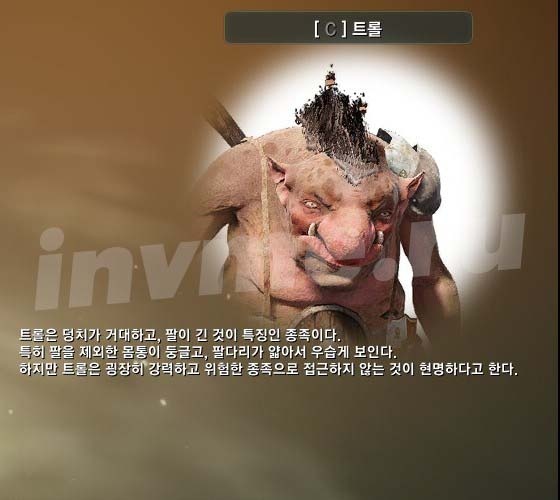 [ C ] 트롤
트롤은 덩치가 거대하고, 팔이 긴 것이 특징인 종족이다.
특히 팔을 제외한 몸통이 둥글고, 팔다리가 얇아서 우습게 보인다.
하지만 트롤은 굉장히 강력하고 위험한 종족으로 접근하지 않는 것이 현명하다고 한다.